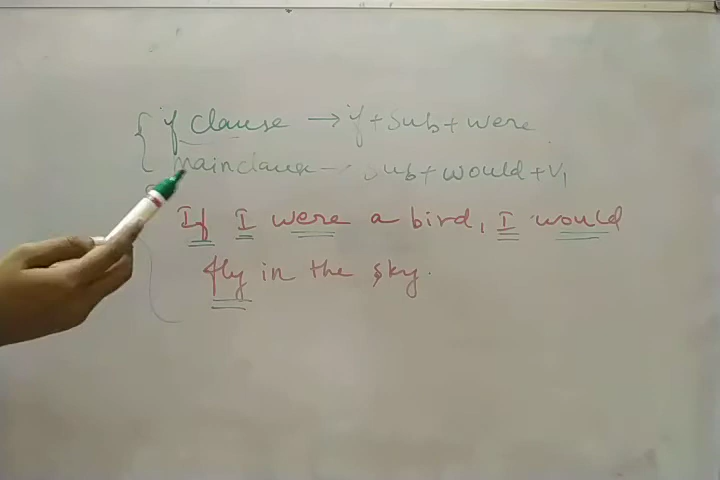 if clause → if + sub + were
main clause - sub + would + V1
If I were a bird, I would
fly in the sky.